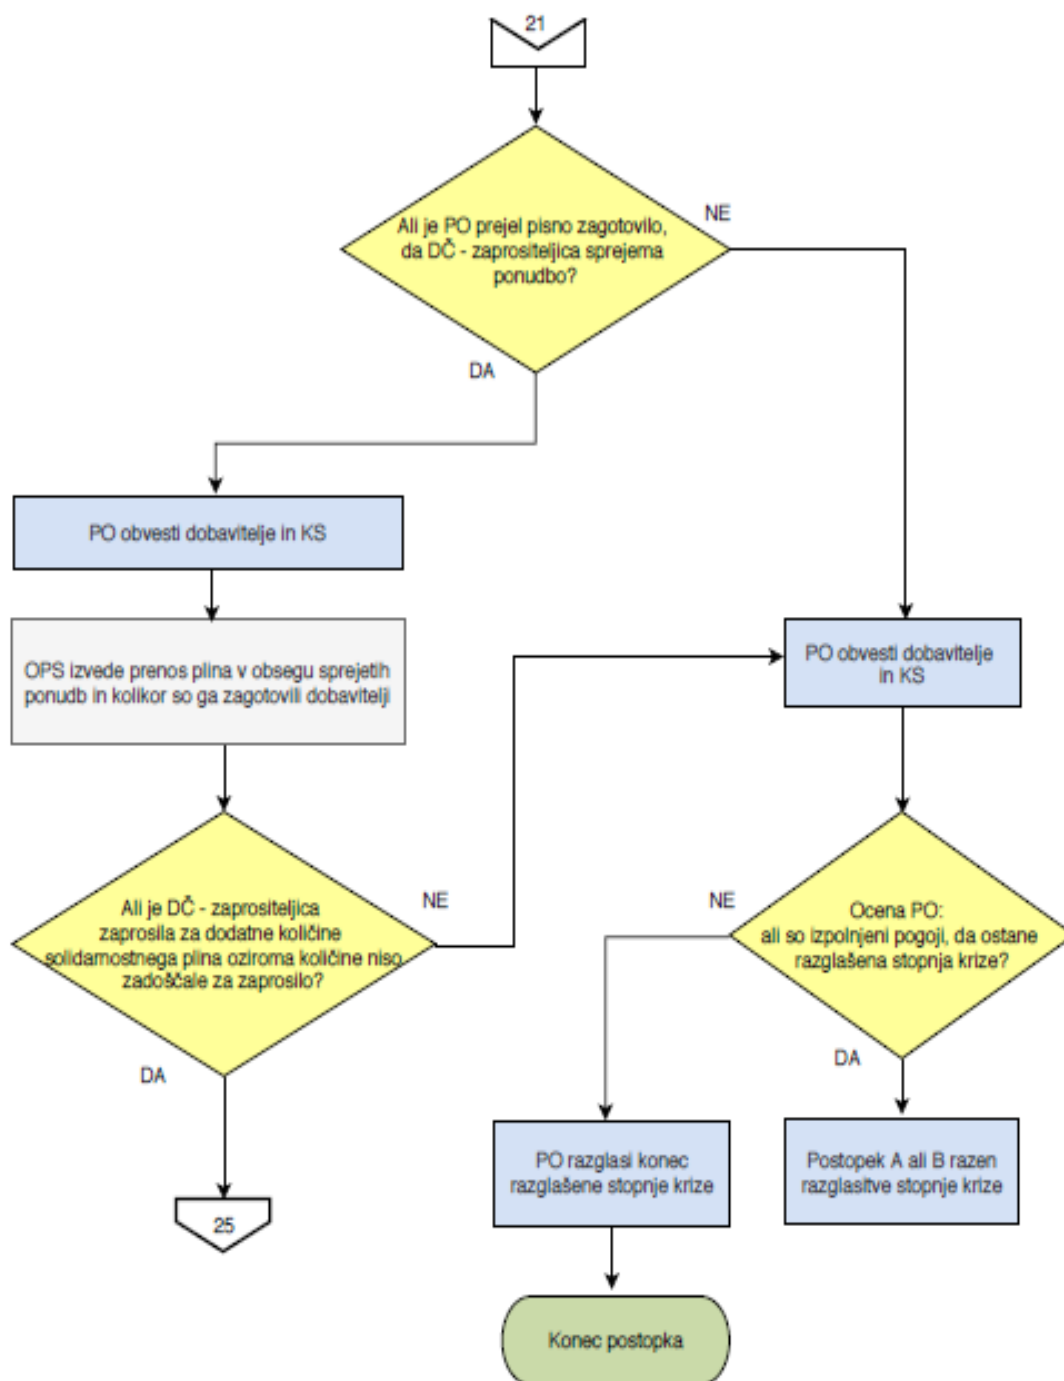 21
Ali je PO prejel pisno zagotovilo,
da DČ - zaprositeljica sprejema
ponudbo?
NE
DA
PO obvesti dobavitelje in KS
OPS izvede prenos plina v obsegu sprejetih
ponudb in kolikor so ga zagotovili dobavitelji
PO obvesti dobavitelje
in KS
Ali je DČ - zaprositeljica
zaprosila za dodatne količine
solidarnostnega plina oziroma količine niso
zadoščale za zaprosilo?
NE
DA
NE
Ocena PO:
ali so izpolnjeni pogoji, da ostane
razglašena stopnja krize?
DA
PO razglasi konec
razglašene stopnje krize
Postopek A ali B razen
razglasitve stopnje krize
25
Konec postopka